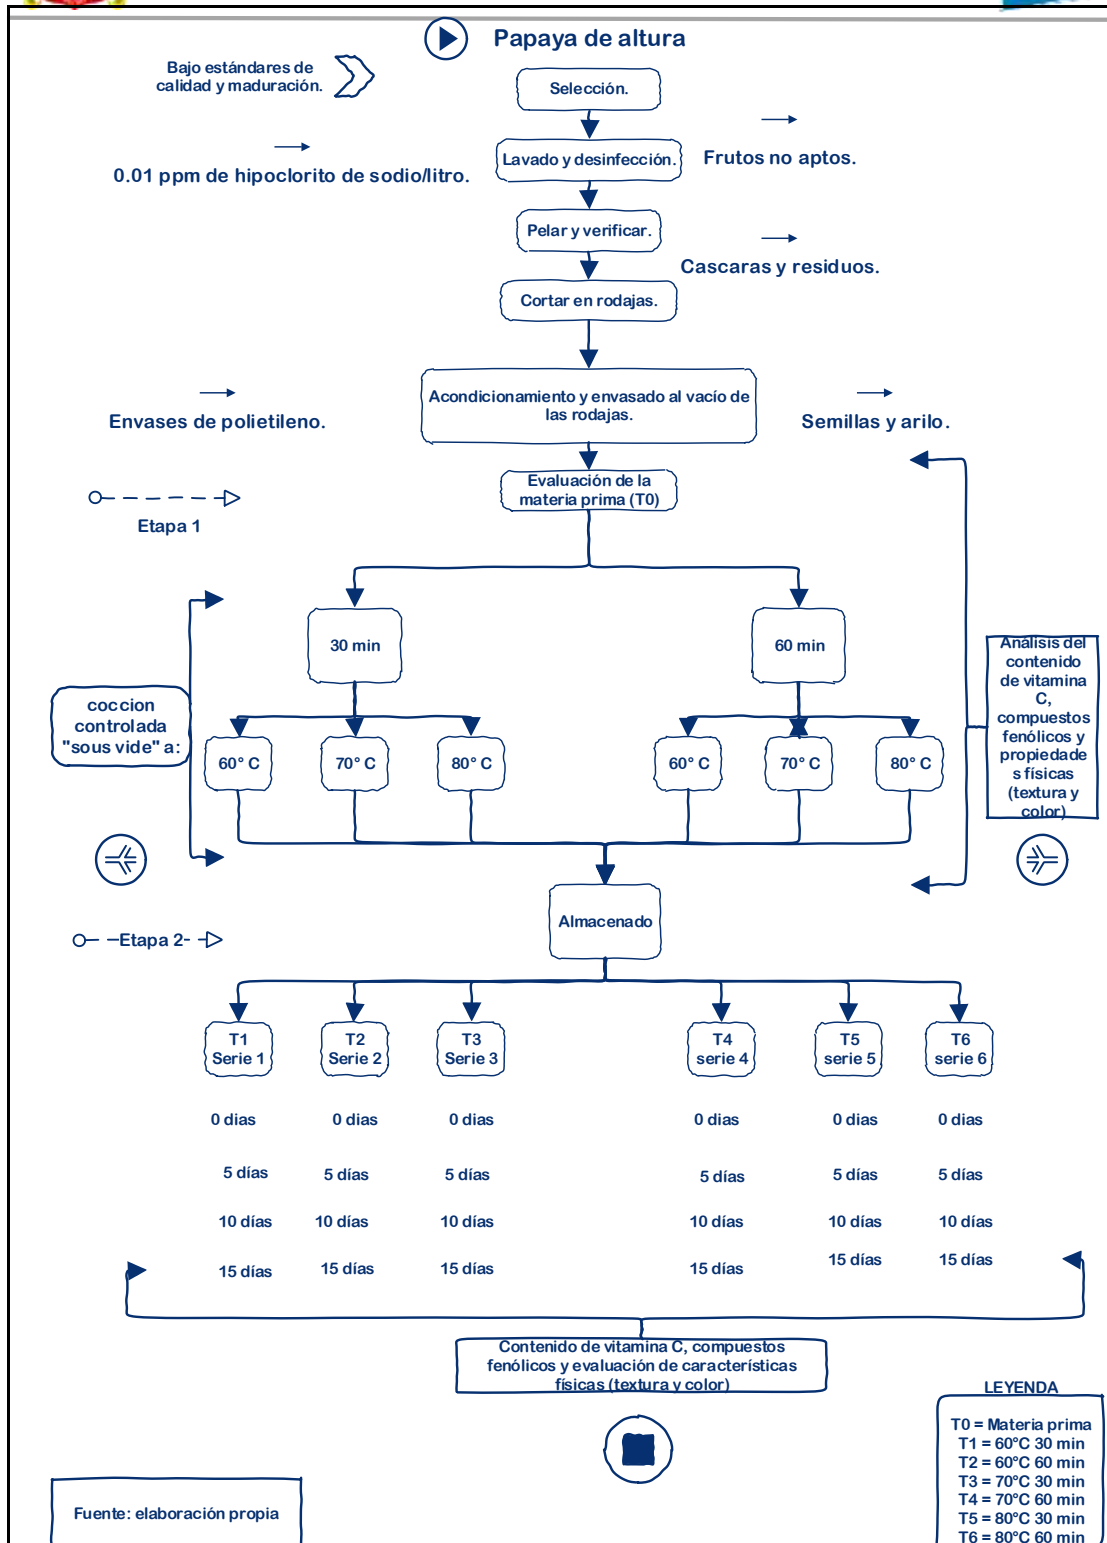 Papaya de altura
Bajo estándares de
calidad y maduración.
Selección.
0.01 ppm de hipoclorito de sodio/litro.
Lavado y desinfección.
Frutos no aptos.
Pelar y verificar.
Cascaras y residuos.
Cortar en rodajas.
Envases de polietileno.
Acondicionamiento y envasado al vacío de
las rodajas.
Semillas y arilo.
Evaluación de la
materia prima (T0)
Etapa 1
30 min
60 min
coccion
controlada
"sous vide" a:
60° C
70° C
80° C
60° C
70° C
80° C
Análisis del
contenido
de vitamina
C,
compuestos
fenólicos y
propiedade
s físicas
(textura y
color)
Almacenado
Etapa 2
T1
Serie 1
T2
Serie 2
T3
Serie 3
T4
serie 4
T5
serie 5
T6
serie 6
0 dias
0 dias
0 dias
0 dias
0 dias
0 dias
5 días
5 días
5 días
5 días
5 días
5 días
10 días
10 días
10 días
10 días
10 días
10 días
15 días
15 días
15 días
15 días
15 días
15 días
Contenido de vitamina C, compuestos
fenólicos y evaluación de características
físicas (textura y color)
LEYENDA
T0 = Materia prima
T1 = 60°C 30 min
T2 = 60°C 60 min
T3 = 70°C 30 min
T4 = 70°C 60 min
T5 = 80°C 30 min
T6 = 80°C 60 min
Fuente: elaboración propia